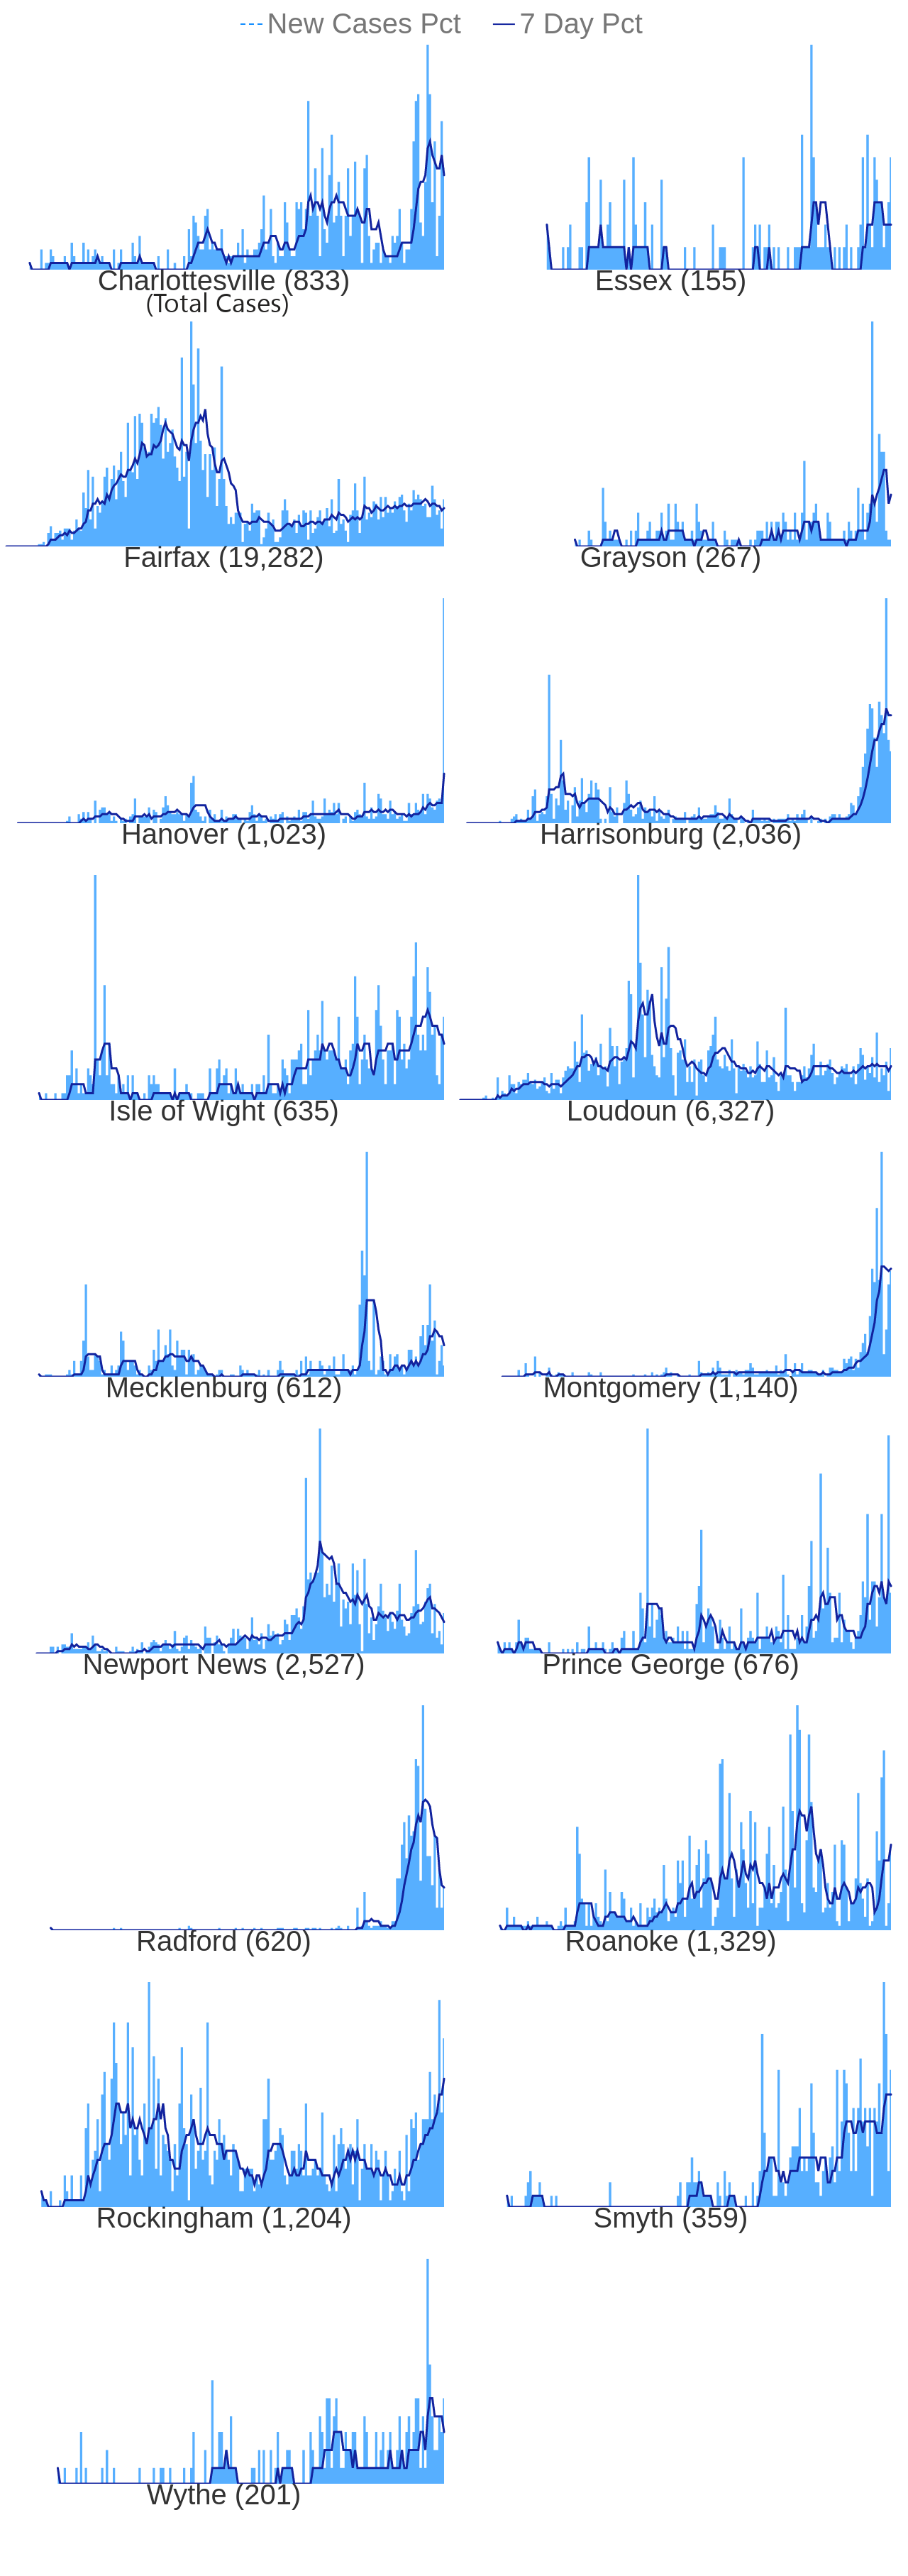 New Cases Pct 7 Day Pct
Charlottesville (833) Essex (155)
(Total Cases)
Fairfax (19,282) Grayson (267)
Hanover (1,023) Harrisonburg (2,036)
Isle of Wight (635) Loudoun (6,327)
Mecklenburg (612) Montgomery (1,140)
Newport News (2,527) Prince George (676)
Radford (620) Roanoke (1,329)
Rockingham (1,204) Smyth (359)
Wythe (201)